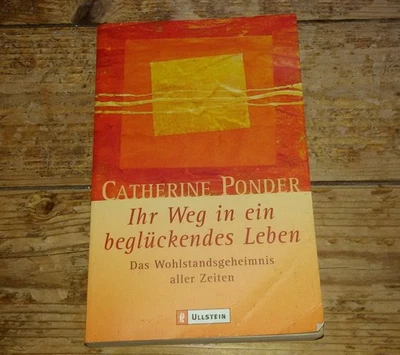 CATHERINE PONDER
Ihr Weg in ein
beglückendes Leben
Das Wohlstandsgeheimnis
aller Zeiten
ULLSTEIN